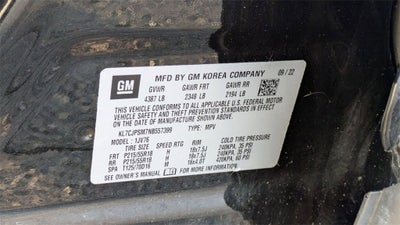 GM
MFD BY GM KOREA COMPANY 09 / 22
GVWR GAWR FRT GAWR RR
4387 LB 2348 LB 2194 LB
THIS VEHICLE CONFORMS TO ALL APPLICABLE U.S. FEDERAL MOTOR
VEHICLE SAFETY AND THEFT PREVENTION STANDARDS IN
EFFECT ON THE DATE OF MANUFACTURE SHOWN ABOVE.
KL7CJPSM7NB557399 TYPE: MPV
MODEL: 1JV76
TIRE SIZE SPEED RTG RIM COLD TIRE PRESSURE
FRT P215/55R18 H 18x7.5J 240KPA, 35 PSI
RR P215/55R18 H 18x7.5J 240KPA, 35 PSI
SPA T125/70D16 M 16x4.0T 420KPA, 60 PSI
SEE OWNER'S MANUAL FOR MORE INFORMATION.